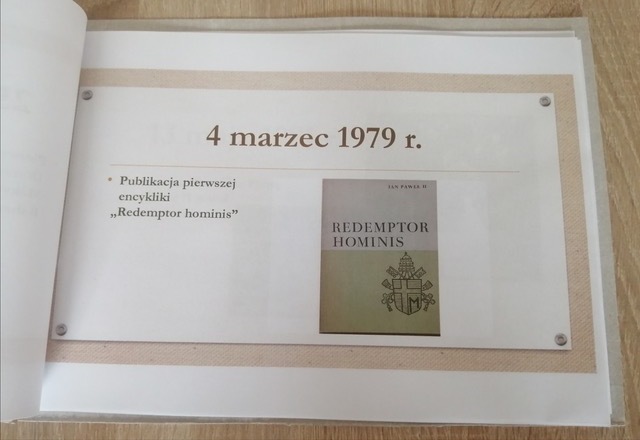 4 marzec 1979 r.
• Publikacja pierwszej
encykliki
„Redemptor hominis”
JAN PAWEŁ II
REDEMPTOR
HOMINIS
M